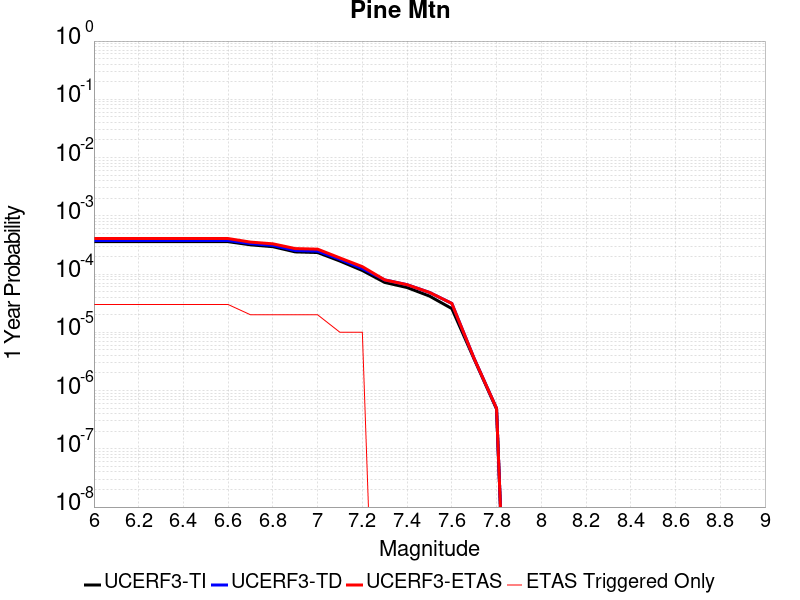 Pine Mtn
10^0
10^-1
10^-2
10^-3
10^-4
10^-5
10^-6
10^-7
10^-8
1 Year Probability
6 6.2 6.4 6.6 6.8 7 7.2 7.4 7.6 7.8 8 8.2 8.4 8.6 8.8 9
Magnitude
UCERF3-TI UCERF3-TD UCERF3-ETAS ETAS Triggered Only